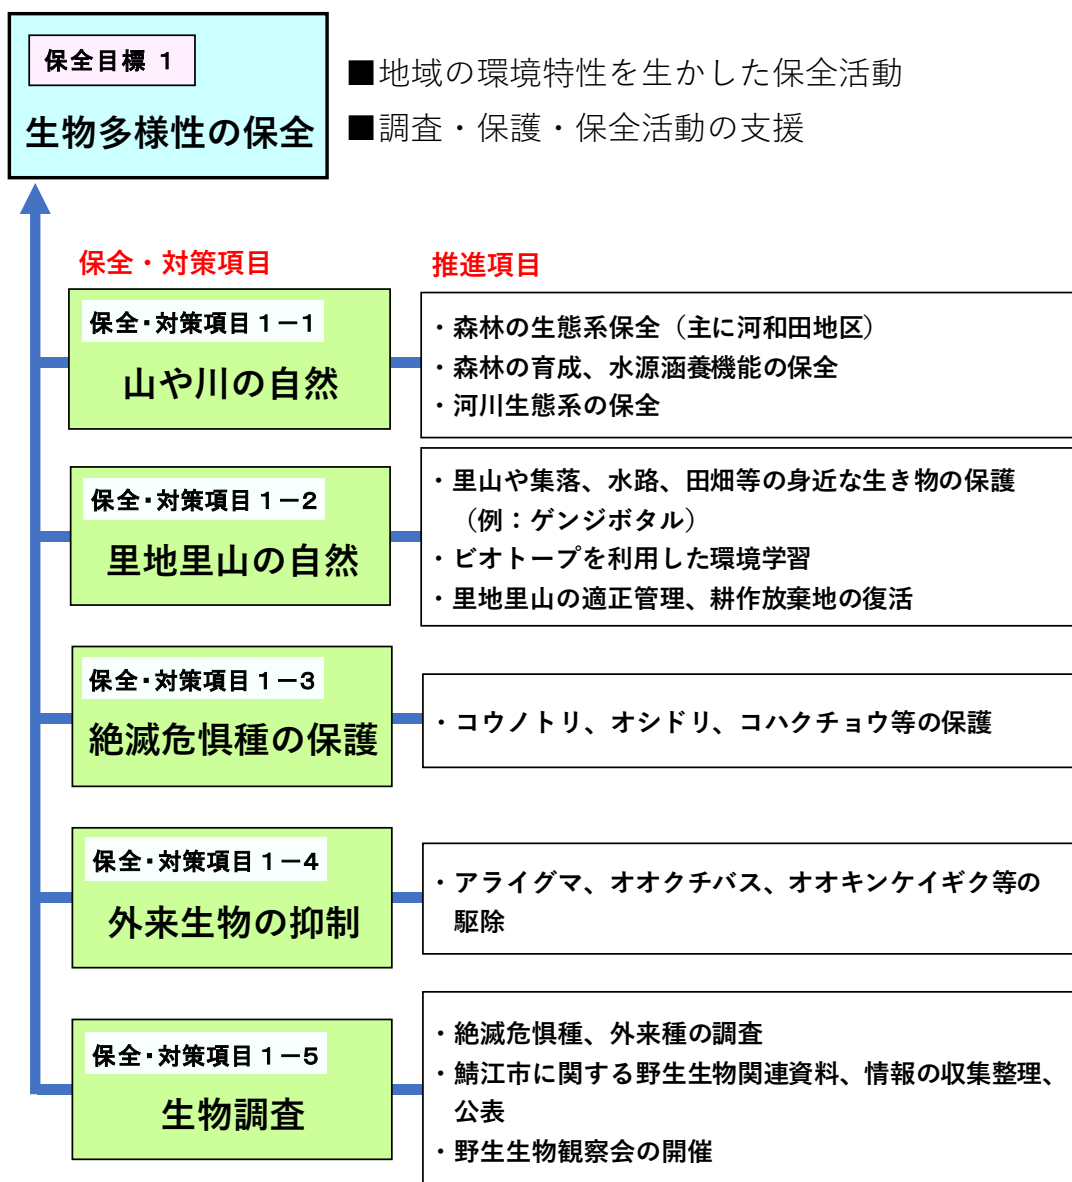 保全目標 1
生物多様性の保全
■地域の環境特性を生かした保全活動
■調査・保護・保全活動の支援
保全・対策項目
推進項目
保全・対策項目１－１
山や川の自然
・森林の生態系保全（主に河和田地区）
・森林の育成、水源涵養機能の保全
・河川生態系の保全
保全・対策項目１－２
里地里山の自然
・里山や集落、水路、田畑等の身近な生き物の保護
（例：ゲンジボタル）
・ビオトープを利用した環境学習
・里地里山の適正管理、耕作放棄地の復活
保全・対策項目１－３
絶滅危惧種の保護
・コウノトリ、オシドリ、コハクチョウ等の保護
保全・対策項目１－４
外来生物の抑制
・アライグマ、オオクチバス、オオキンケイギク等の
駆除
保全・対策項目１－５
生物調査
・絶滅危惧種、外来種の調査
・鯖江市に関する野生生物関連資料、情報の収集整理、
公表
・野生生物観察会の開催